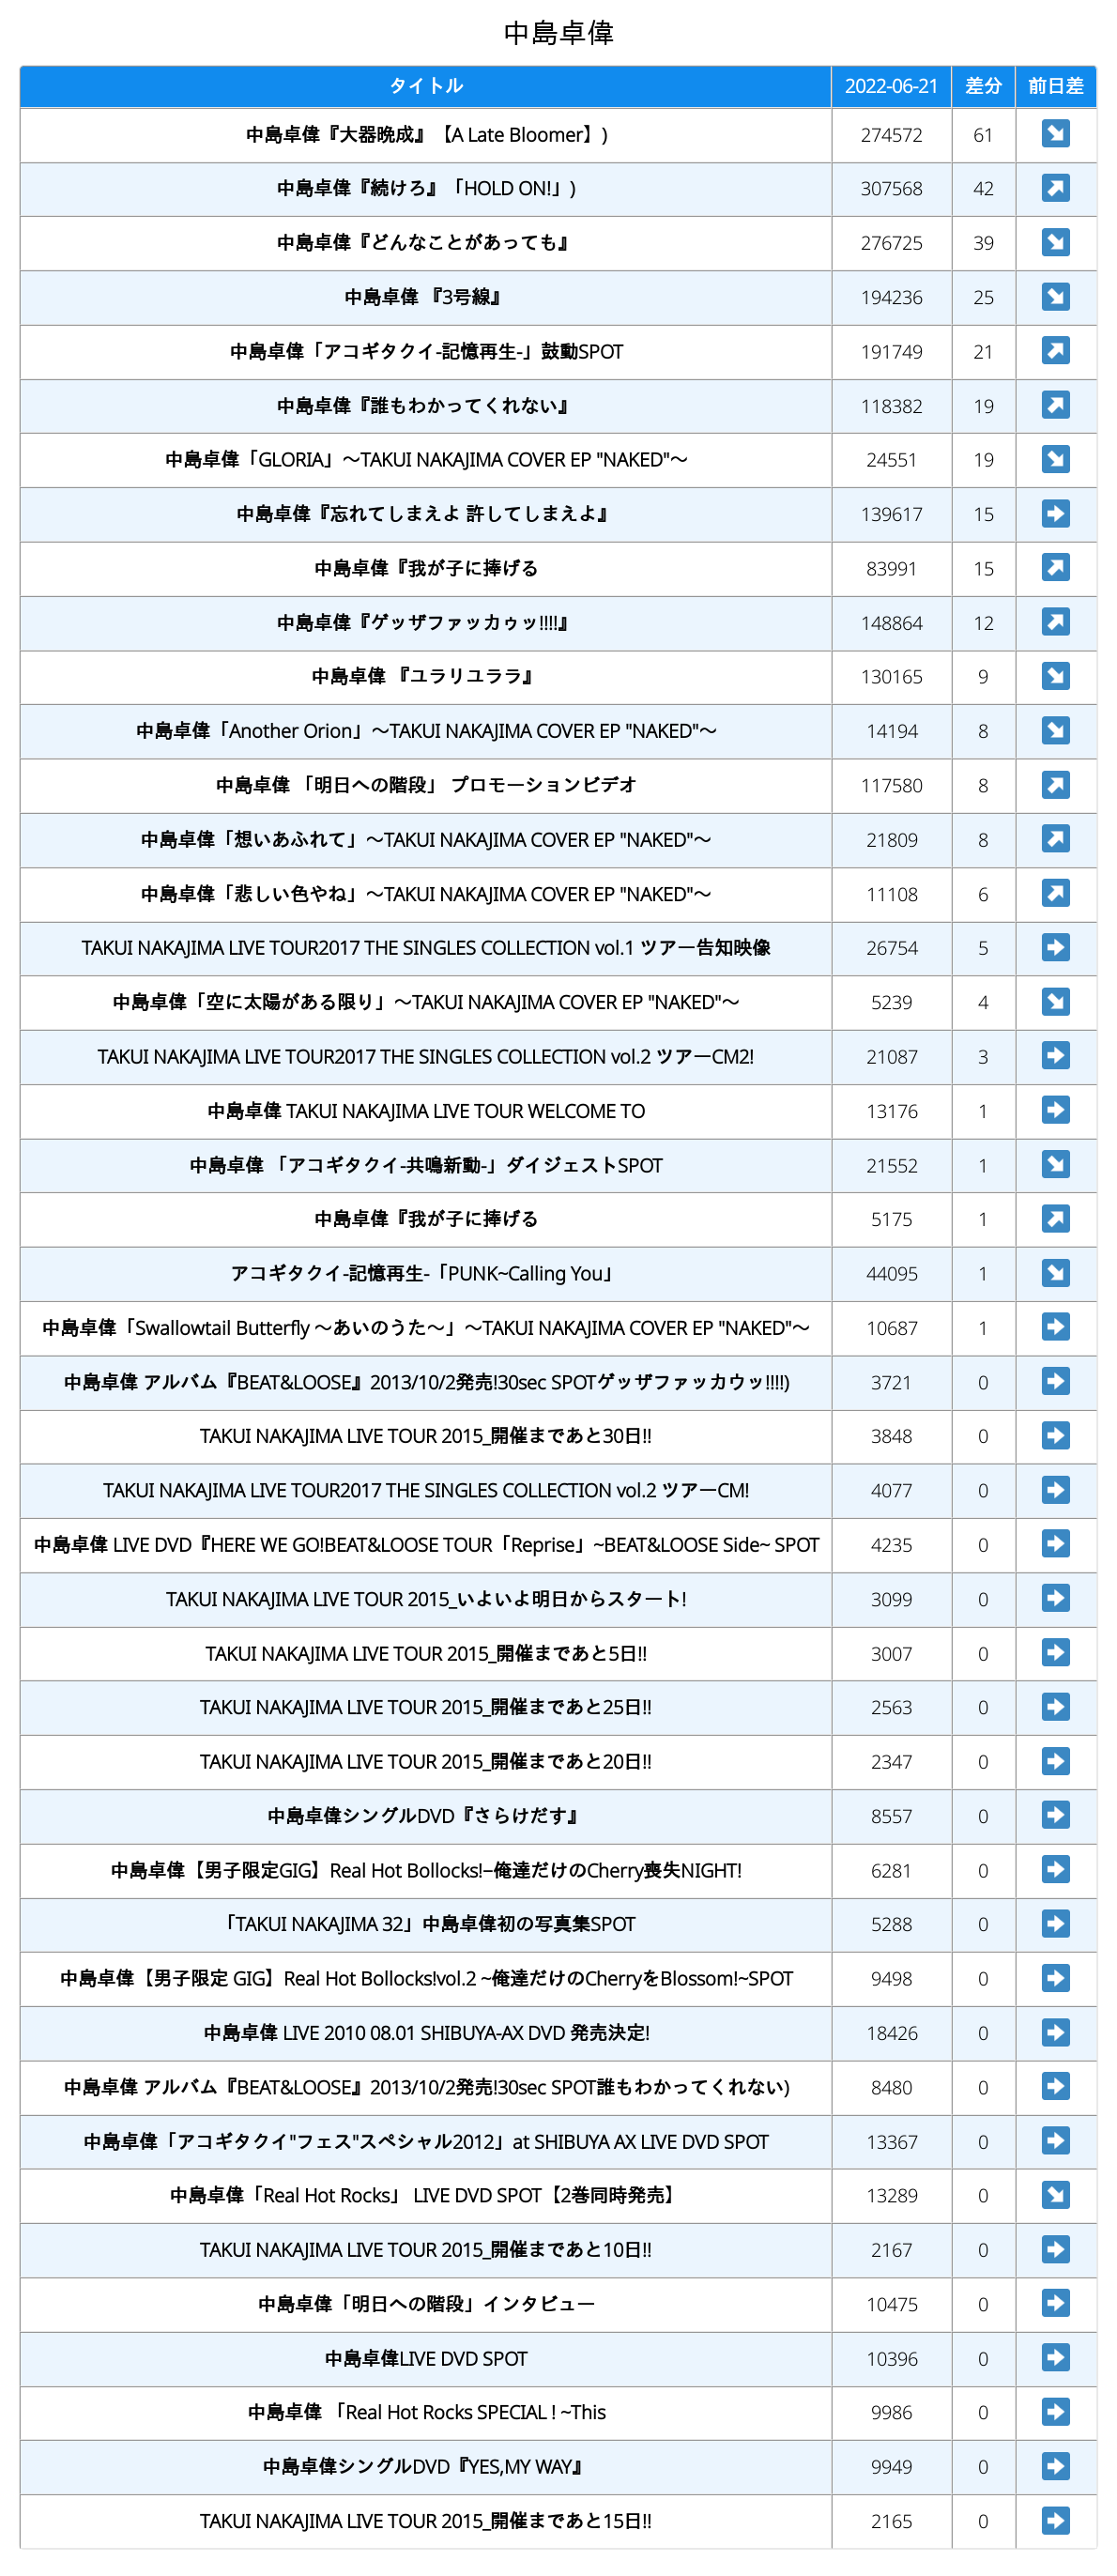 中島卓偉
タイトル 2022-06-21 差分 前日差
中島卓偉『大器晩成』【A Late Bloomer】) 274572 61 ↘
中島卓偉『続けろ』「HOLD ON!」) 307568 42 ↗
中島卓偉『どんなことがあっても』 276725 39 ↘
中島卓偉 『3号線』 194236 25 ↘
中島卓偉「アコギタクイ-記憶再生-」鼓動SPOT 191749 21 ↗
中島卓偉『誰もわかってくれない』 118382 19 ↗
中島卓偉「GLORIA」～TAKUI NAKAJIMA COVER EP "NAKED"～ 24551 19 ↘
中島卓偉『忘れてしまえよ 許してしまえよ』 139617 15 ➡
中島卓偉『我が子に捧げる 83991 15 ↗
中島卓偉『ゲッザファッカゥッ!!!!』 148864 12 ↗
中島卓偉 『ユラリユララ』 130165 9 ↘
中島卓偉「Another Orion」～TAKUI NAKAJIMA COVER EP "NAKED"～ 14194 8 ↘
中島卓偉 「明日への階段」 プロモーションビデオ 117580 8 ↗
中島卓偉「想いあふれて」～TAKUI NAKAJIMA COVER EP "NAKED"～ 21809 8 ↗
中島卓偉「悲しい色やね」～TAKUI NAKAJIMA COVER EP "NAKED"～ 11108 6 ↗
TAKUI NAKAJIMA LIVE TOUR2017 THE SINGLES COLLECTION vol.1 ツアー告知映像 26754 5 ➡
中島卓偉「空に太陽がある限り」～TAKUI NAKAJIMA COVER EP "NAKED"～ 5239 4 ↘
TAKUI NAKAJIMA LIVE TOUR2017 THE SINGLES COLLECTION vol.2 ツアーCM2! 21087 3 ➡
中島卓偉 TAKUI NAKAJIMA LIVE TOUR WELCOME TO 13176 1 ➡
中島卓偉 「アコギタクイ-共鳴新動-」ダイジェストSPOT 21552 1 ↘
中島卓偉『我が子に捧げる 5175 1 ↗
アコギタクイ-記憶再生-「PUNK~Calling You」 44095 1 ↘
中島卓偉「Swallowtail Butterfly ～あいのうた～」～TAKUI NAKAJIMA COVER EP "NAKED"～ 10687 1 ➡
中島卓偉 アルバム『BEAT&LOOSE』2013/10/2発売!30sec SPOTゲッザファッカウッ!!!!) 3721 0 ➡
TAKUI NAKAJIMA LIVE TOUR 2015_開催まであと30日!! 3848 0 ➡
TAKUI NAKAJIMA LIVE TOUR2017 THE SINGLES COLLECTION vol.2 ツアーCM! 4077 0 ➡
中島卓偉 LIVE DVD『HERE WE GO!BEAT&LOOSE TOUR「Reprise」~BEAT&LOOSE Side~ SPOT 4235 0 ➡
TAKUI NAKAJIMA LIVE TOUR 2015_いよいよ明日からスタート! 3099 0 ➡
TAKUI NAKAJIMA LIVE TOUR 2015_開催まであと5日!! 3007 0 ➡
TAKUI NAKAJIMA LIVE TOUR 2015_開催まであと25日!! 2563 0 ➡
TAKUI NAKAJIMA LIVE TOUR 2015_開催まであと20日!! 2347 0 ➡
中島卓偉シングルDVD『さらけだす』 8557 0 ➡
中島卓偉【男子限定GIG】Real Hot Bollocks!−俺達だけのCherry喪失NIGHT! 6281 0 ➡
「TAKUI NAKAJIMA 32」中島卓偉初の写真集SPOT 5288 0 ➡
中島卓偉【男子限定 GIG】Real Hot Bollocks!vol.2 ~俺達だけのCherryをBlossom!~SPOT 9498 0 ➡
中島卓偉 LIVE 2010 08.01 SHIBUYA-AX DVD 発売決定! 18426 0 ➡
中島卓偉 アルバム『BEAT&LOOSE』2013/10/2発売!30sec SPOT誰もわかってくれない) 8480 0 ➡
中島卓偉「アコギタクイ"フェス"スペシャル2012」at SHIBUYA AX LIVE DVD SPOT 13367 0 ➡
中島卓偉「Real Hot Rocks」 LIVE DVD SPOT【2巻同時発売】 13289 0 ↘
TAKUI NAKAJIMA LIVE TOUR 2015_開催まであと10日!! 2167 0 ➡
中島卓偉「明日への階段」インタビュー 10475 0 ➡
中島卓偉LIVE DVD SPOT 10396 0 ➡
中島卓偉 「Real Hot Rocks SPECIAL ! ~This 9986 0 ➡
中島卓偉シングルDVD『YES,MY WAY』 9949 0 ➡
TAKUI NAKAJIMA LIVE TOUR 2015_開催まであと15日!! 2165 0 ➡